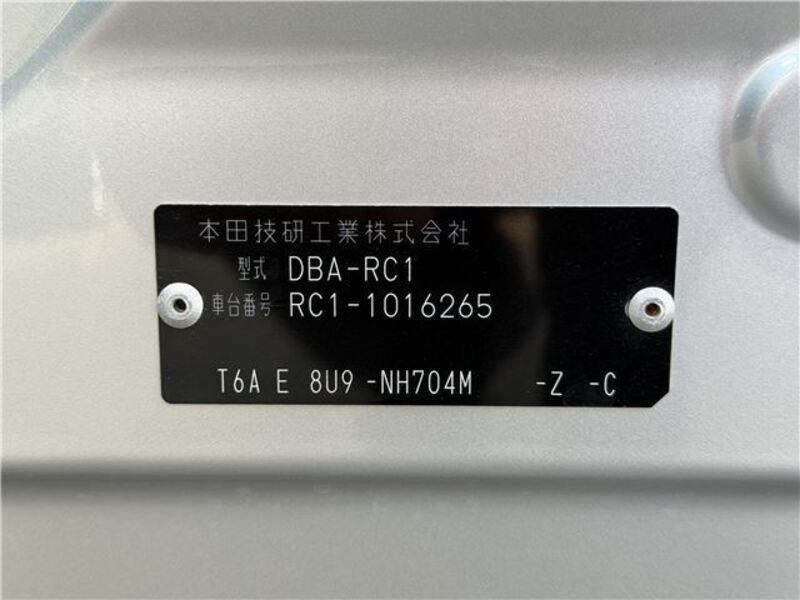 本田技研工業株式会社
型式 DBA-RC1
車台番号 RC1-1016265
T6A E 8U9 -NH704M -Z -C